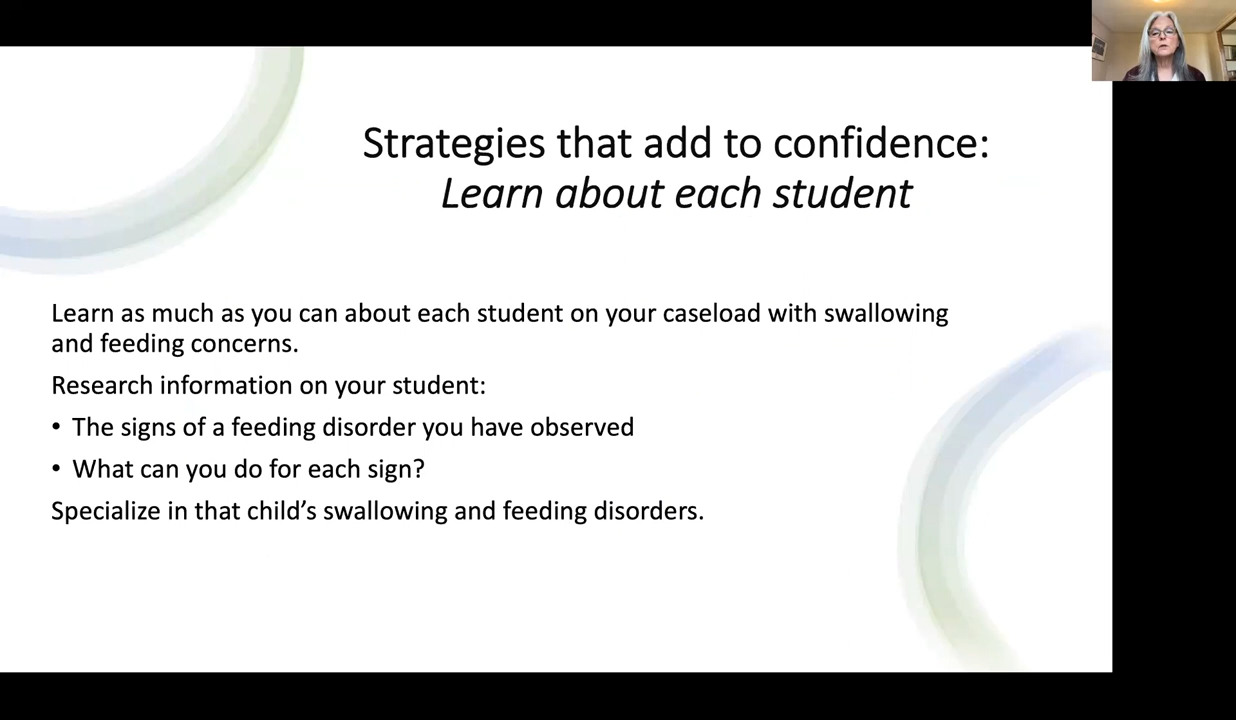 Strategies that add to confidence:
Learn about each student
Learn as much as you can about each student on your caseload with swallowing
and feeding concerns.
Research information on your student:
• The signs of a feeding disorder you have observed
• What can you do for each sign?
Specialize in that child’s swallowing and feeding disorders.